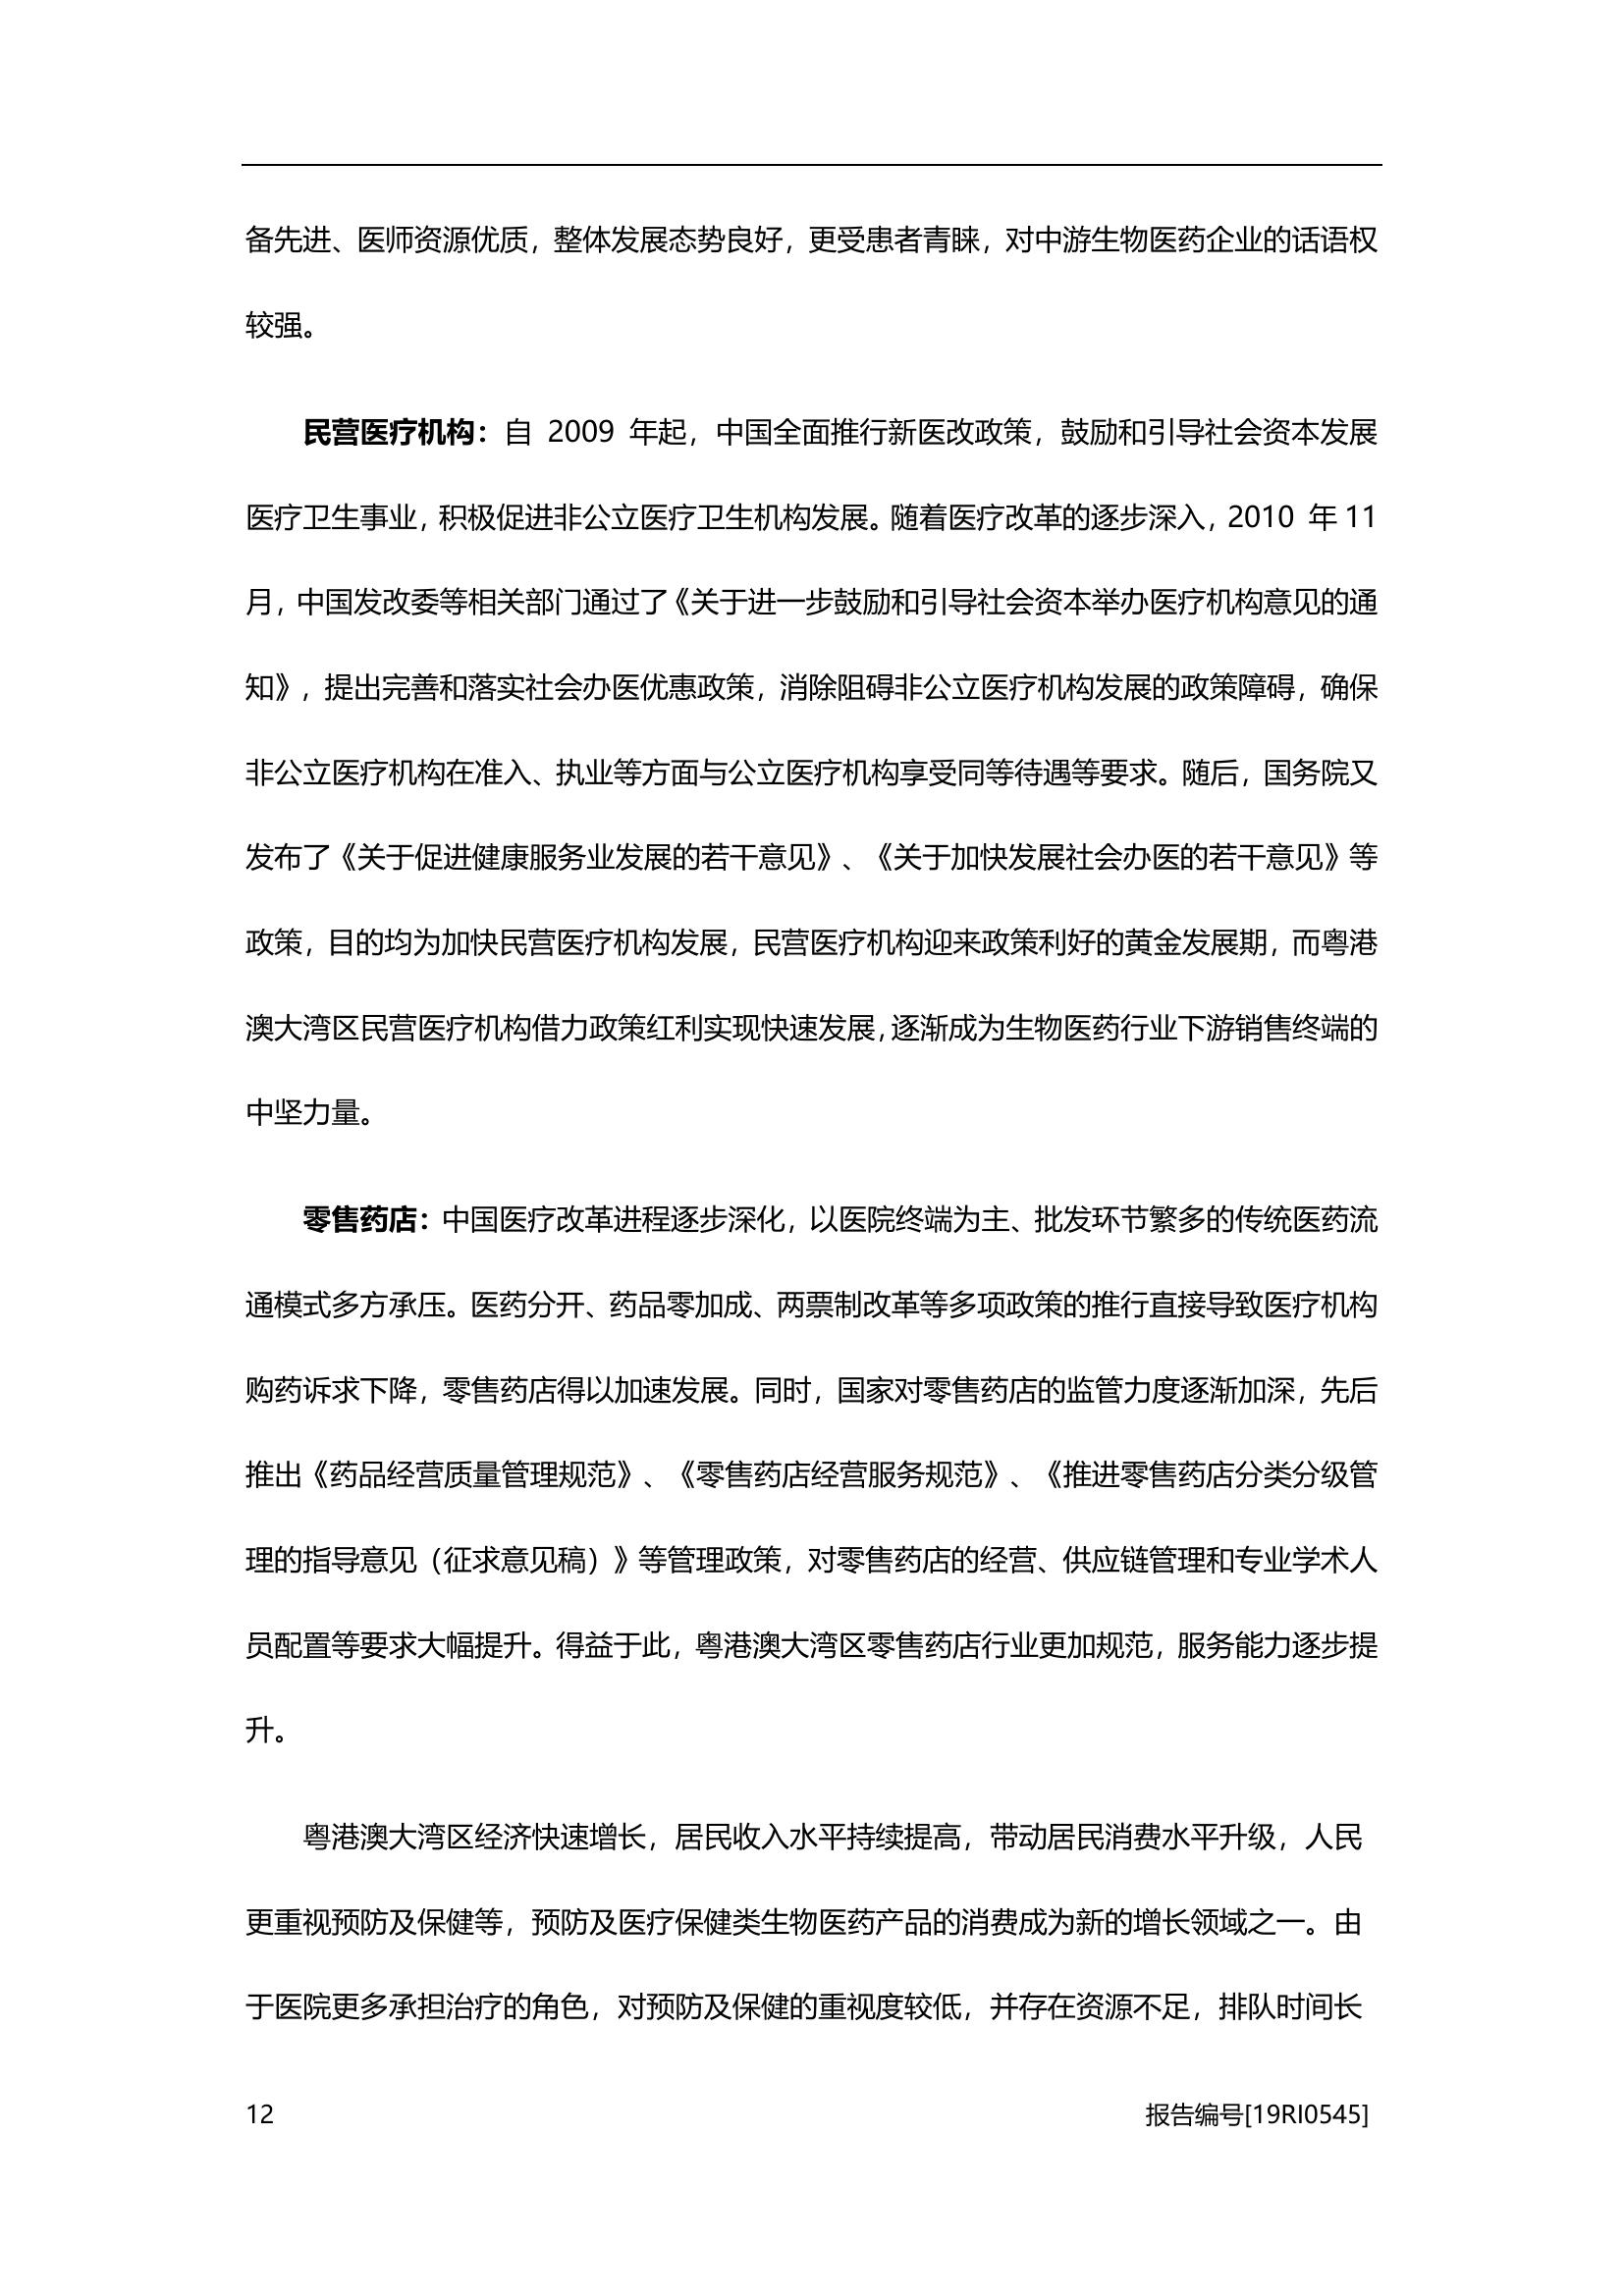 备先进、医师资源优质，整体发展态势良好，更受患者青睐，对中游生物医药企业的话语权
较强。
民营医疗机构：自 2009 年起，中国全面推行新医改政策，鼓励和引导社会资本发展
医疗卫生事业，积极促进非公立医疗卫生机构发展。随着医疗改革的逐步深入，2010 年 11
月，中国发改委等相关部门通过了《关于进一步鼓励和引导社会资本举办医疗机构意见的通
知》，提出完善和落实社会办医优惠政策，消除阻碍非公立医疗机构发展的政策障碍，确保
非公立医疗机构在准入、执业等方面与公立医疗机构享受同等待遇等要求。随后，国务院又
发布了《关于促进健康服务业发展的若干意见》、《关于加快发展社会办医的若干意见》等
政策，目的均为加快民营医疗机构发展，民营医疗机构迎来政策利好的黄金发展期，而粤港
澳大湾区民营医疗机构借力政策红利实现快速发展，逐渐成为生物医药行业下游销售终端的
中坚力量。
零售药店：中国医疗改革进程逐步深化，以医院终端为主、批发环节繁多的传统医药流
通模式多方承压。医药分开、药品零加成、两票制改革等多项政策的推行直接导致医疗机构
购药诉求下降，零售药店得以加速发展。同时，国家对零售药店的监管力度逐渐加深，先后
推出《药品经营质量管理规范》、《零售药店经营服务规范》、《推进零售药店分类分级管
理的指导意见（征求意见稿）》等管理政策，对零售药店的经营、供应链管理和专业学术人
员配置等要求大幅提升。得益于此，粤港澳大湾区零售药店行业更加规范，服务能力逐步提
升。
粤港澳大湾区经济快速增长，居民收入水平持续提高，带动居民消费水平升级，人民
更重视预防及保健等，预防及医疗保健类生物医药产品的消费成为新的增长领域之一。由
于医院更多承担治疗的角色，对预防及保健的重视度较低，并存在资源不足，排队时间长
12 报告编号[19RI0545]